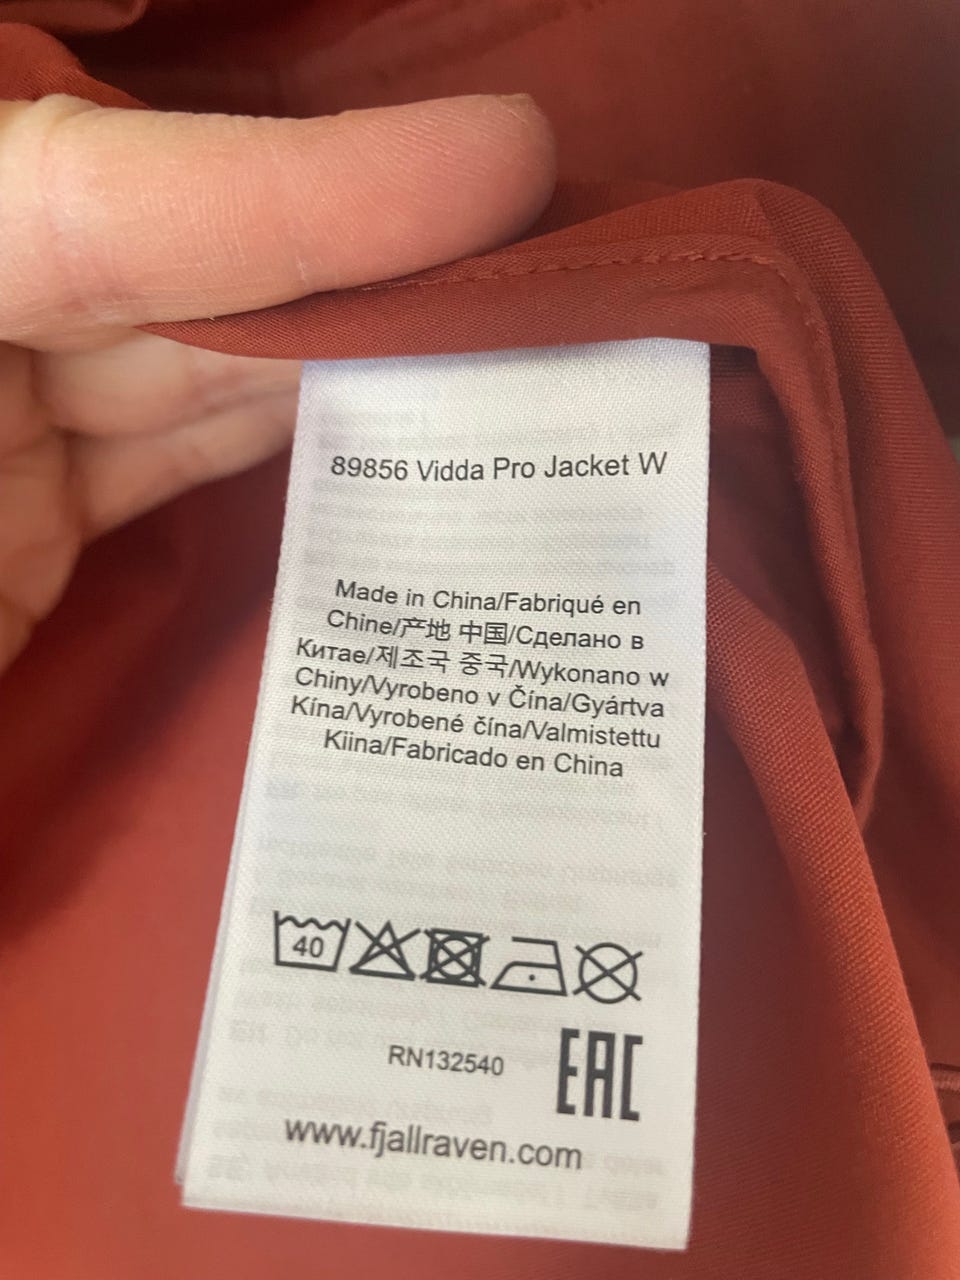 89856 Vidda Pro Jacket W
Made in China/Fabriqué en
Chine/产地 中国/Сделано в
Китае/제조국 중국/Wykonano w
Chiny/Vyrobeno v Čína/Gyártva
Kína/Vyrobené čína/Valmistettu
Kiina/Fabricado en China
40
RN132540
EAC
www.fjallraven.com